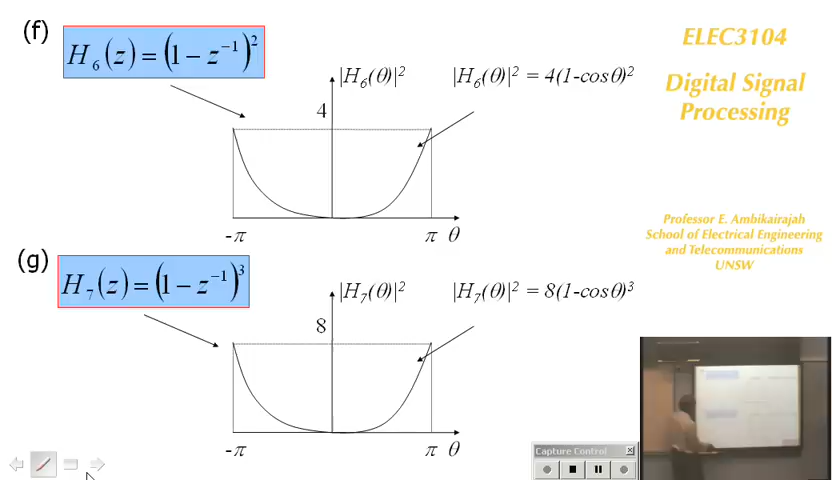 (f)
H₆(z) = (1 − z⁻¹)²
|H₆(θ)|²
|H₆(θ)|² = 4(1-cosθ)²
4
-π
π θ
(g)
H₇(z) = (1 − z⁻¹)³
|H₇(θ)|²
|H₇(θ)|² = 8(1-cosθ)³
8
-π
π θ
ELEC3104
Digital Signal
Processing
Professor E. Ambikairajah
School of Electrical Engineering
and Telecommunications
UNSW
Capture Control